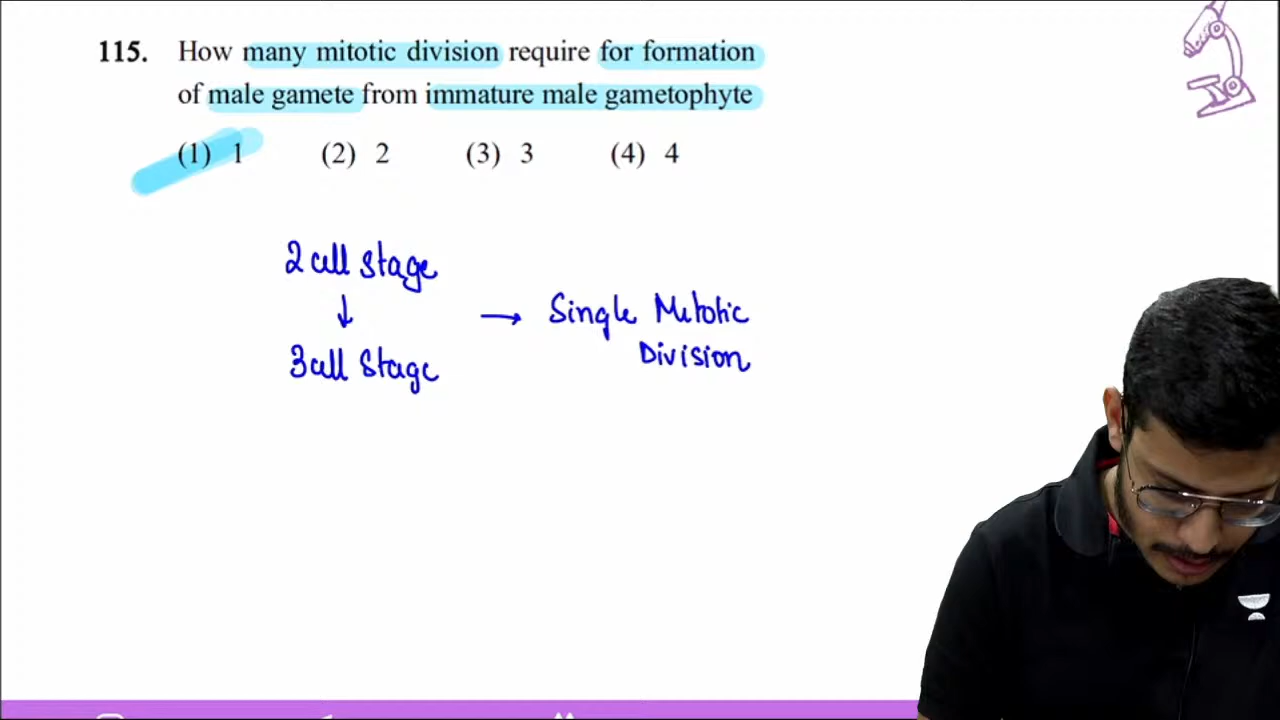 115. How many mitotic division require for formation
of male gamete from immature male gametophyte
(1) 1 (2) 2 (3) 3 (4) 4
2 cell stage
↓
3 cell Stage
→ Single Mitotic
Division